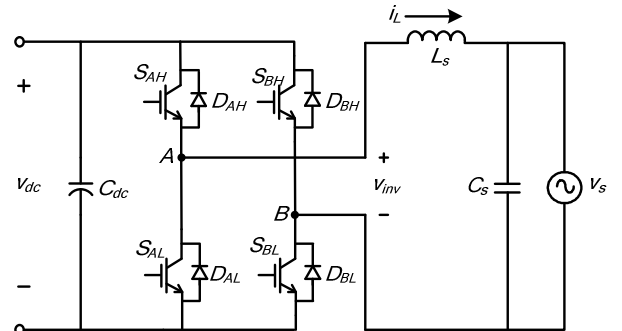 i_L
L_s
S_AH
D_AH
S_BH
D_BH
+
v_dc
C_dc
A
+
v_inv
−
B
C_s
v_s
S_AL
D_AL
S_BL
D_BL
−